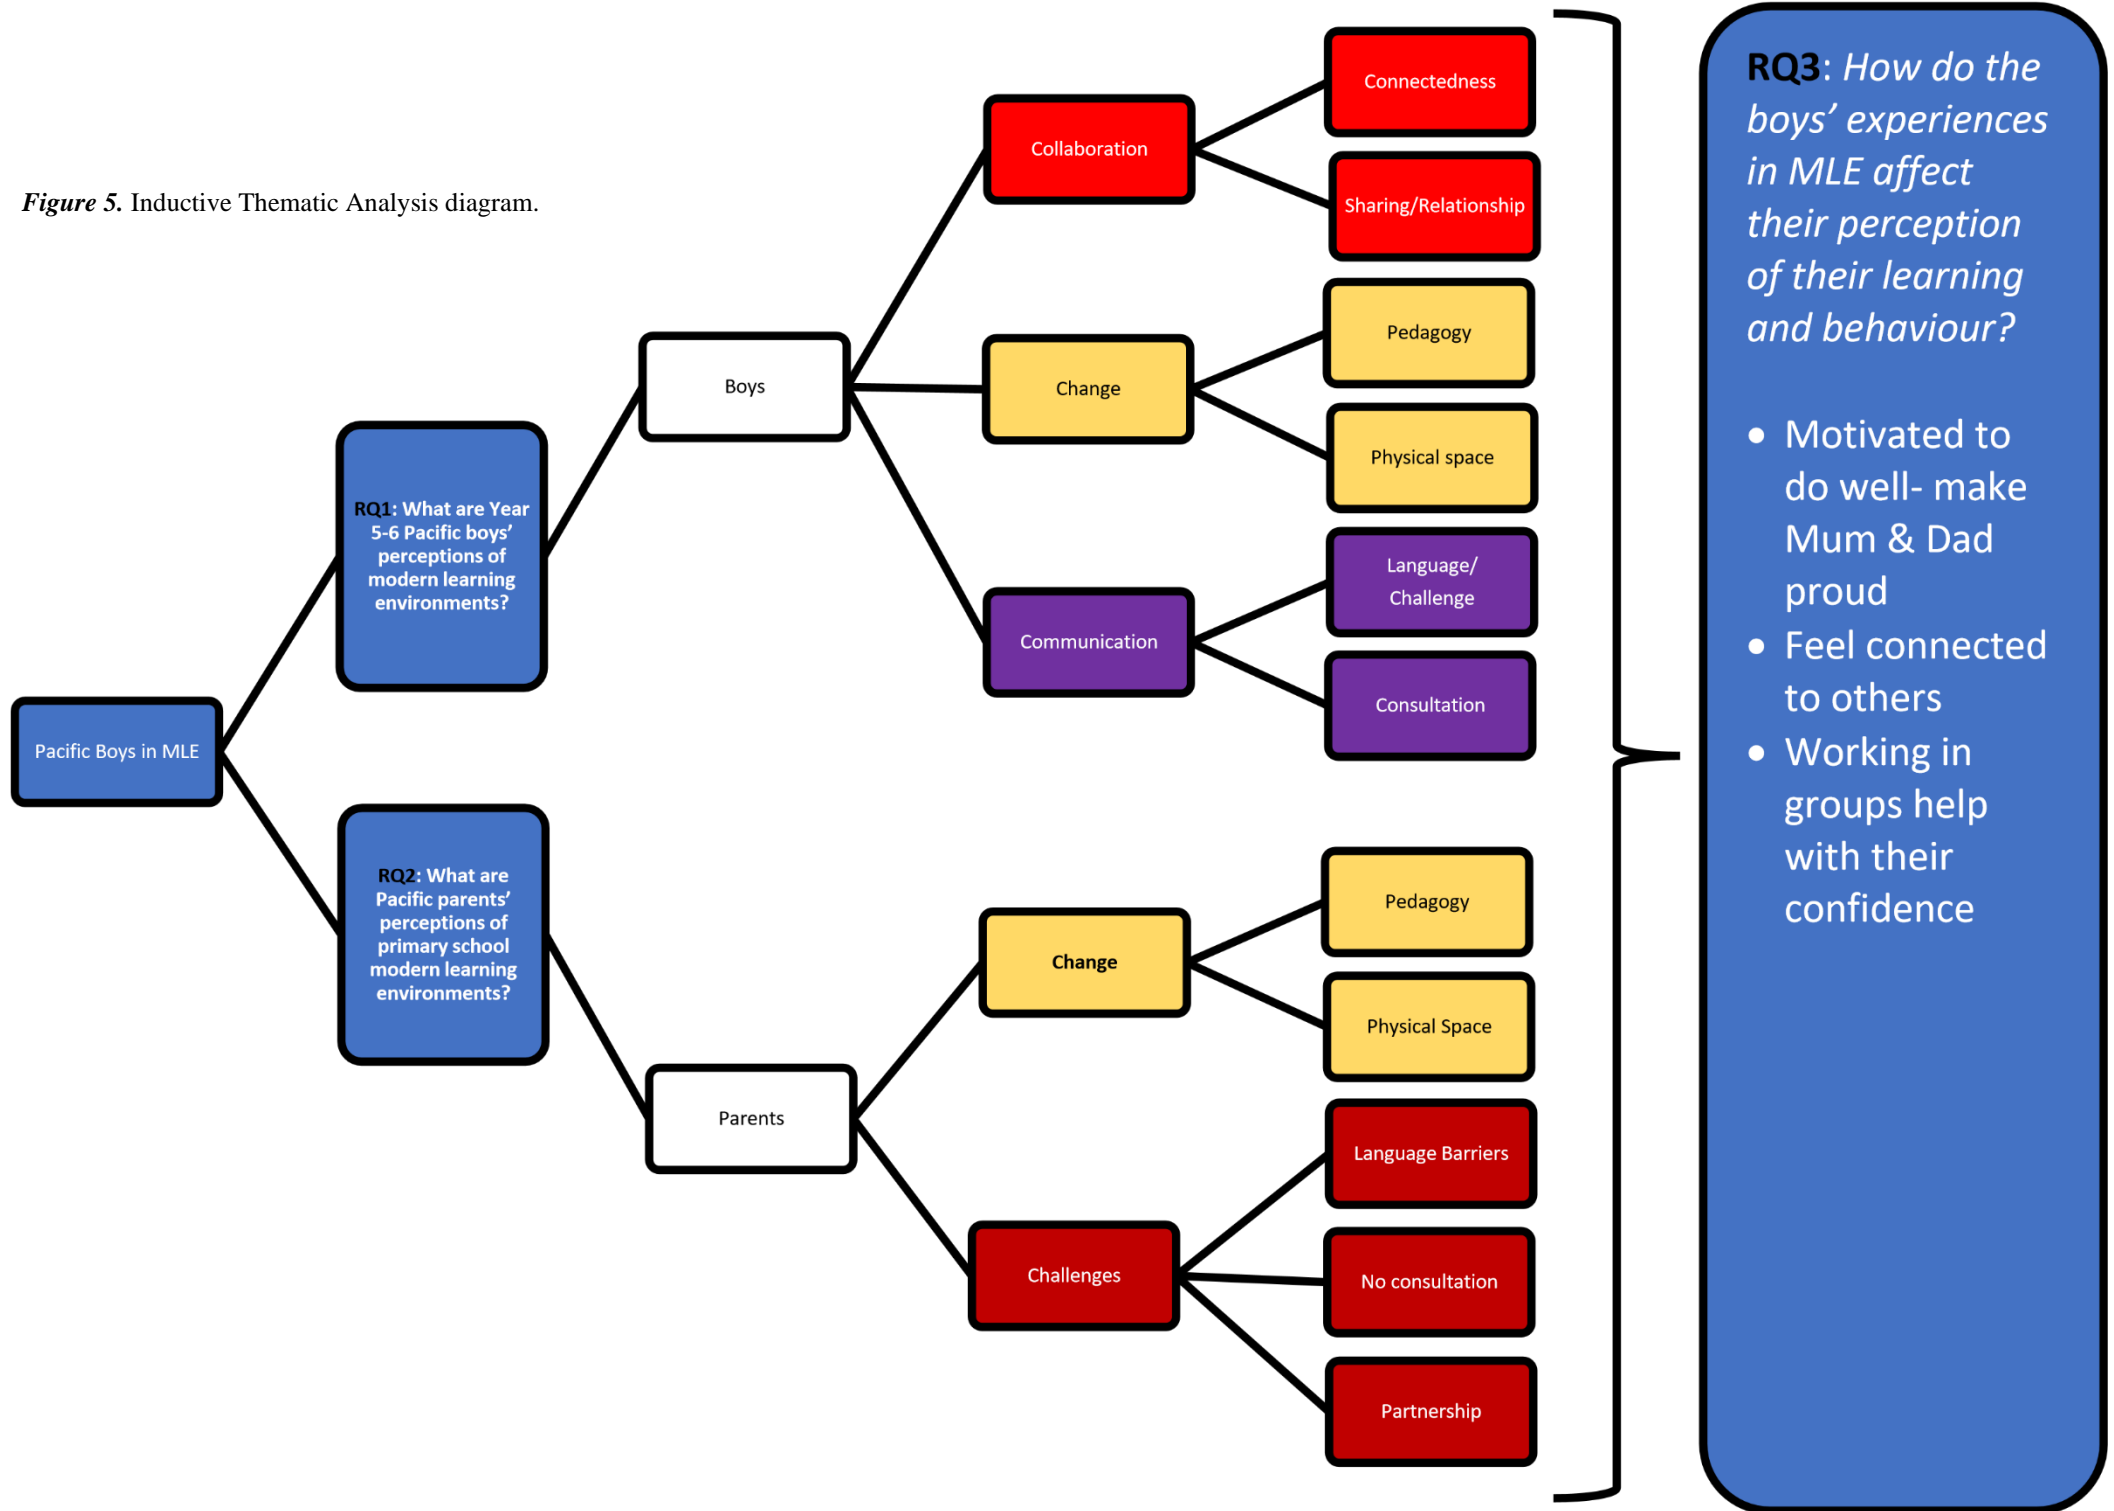 Figure 5. Inductive Thematic Analysis diagram.
Pacific Boys in MLE
RQ1: What are Year
5-6 Pacific boys’
perceptions of
modern learning
environments?
RQ2: What are
Pacific parents’
perceptions of
primary school
modern learning
environments?
Boys
Parents
Collaboration
Change
Communication
Change
Challenges
Connectedness
Sharing/Relationship
Pedagogy
Physical space
Language/
Challenge
Consultation
Pedagogy
Physical Space
Language Barriers
No consultation
Partnership
RQ3: How do the
boys’ experiences
in MLE affect
their perception
of their learning
and behaviour?
• Motivated to
do well- make
Mum & Dad
proud
• Feel connected
to others
• Working in
groups help
with their
confidence